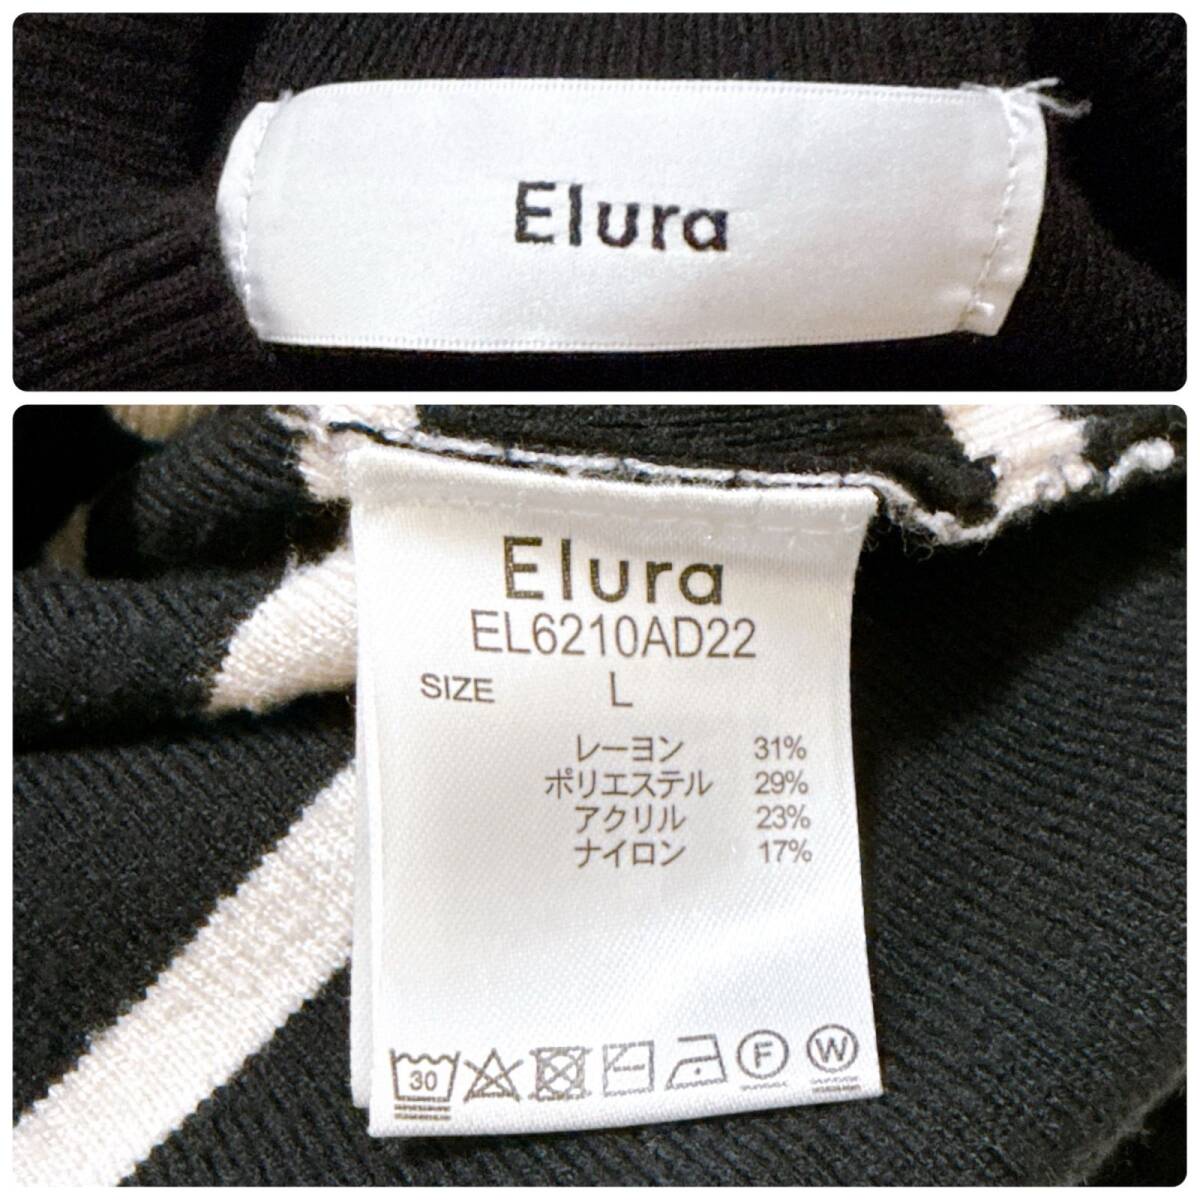 Elura
Elura
EL6210AD22
SIZE L
レーヨン 31%
ポリエステル 29%
アクリル 23%
ナイロン 17%
30 F W